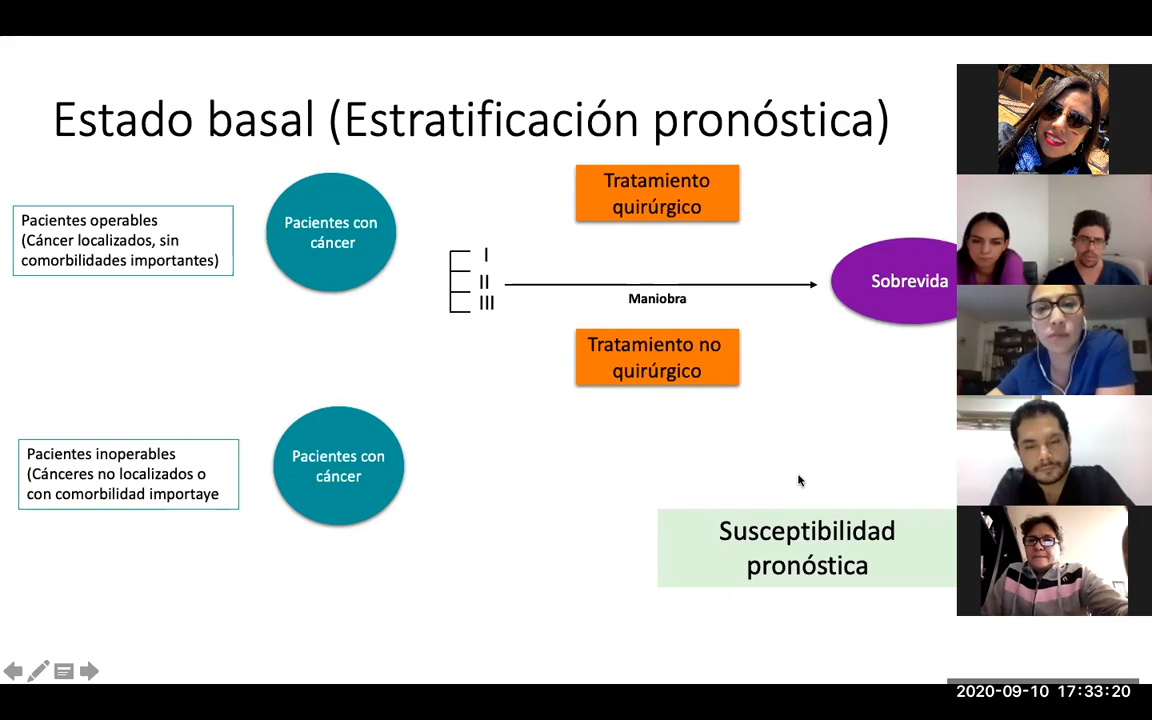 Estado basal (Estratificación pronóstica)
Pacientes operables
(Cáncer localizados, sin
comorbilidades importantes)
Pacientes con
cáncer
Tratamiento
quirúrgico
I
II
III
Maniobra
Sobrevida
Tratamiento no
quirúrgico
Pacientes inoperables
(Cánceres no localizados o
con comorbilidad importaye
Pacientes con
cáncer
Susceptibilidad
pronóstica
2020-09-10 17:33:20